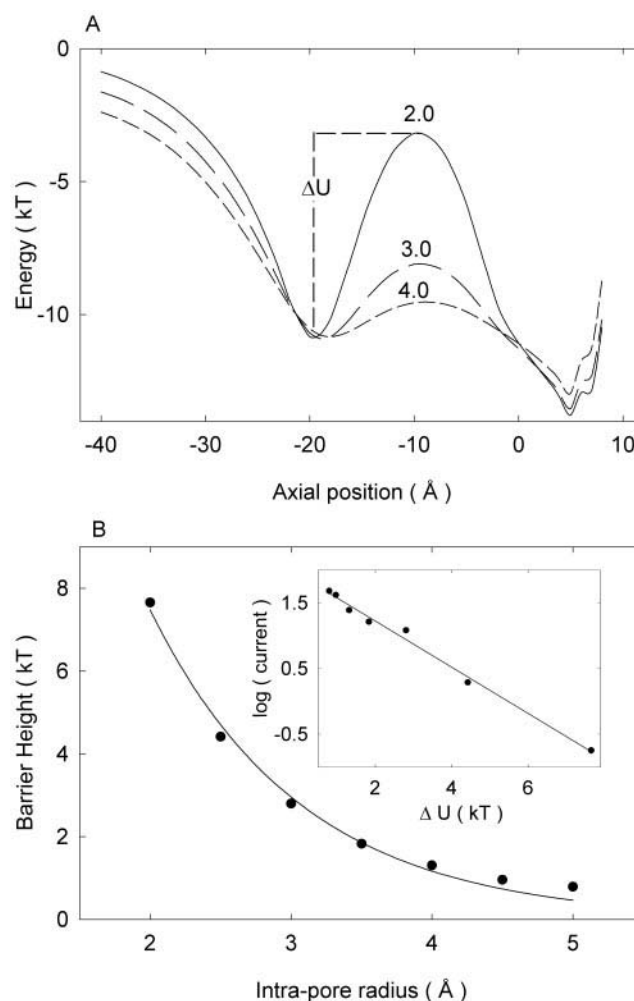 A
0
-5
-10
Energy ( kT )
2.0
ΔU
3.0
4.0
-40 -30 -20 -10 0 10
Axial position ( Å )
B
8
6
4
2
0
Barrier Height ( kT )
1.5
0.5
-0.5
log ( current )
2 4 6
Δ U ( kT )
2 3 4 5
Intra-pore radius ( Å )